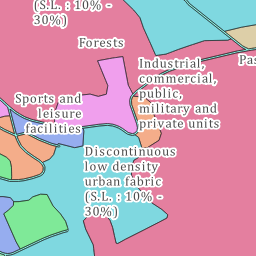 (S.L. : 10% -
30%)
Forests
Industrial,
commercial,
public,
military and
private units
Pas
Sports and
leisure
facilities
Discontinuous
low density
urban fabric
(S.L. : 10% -
30%)